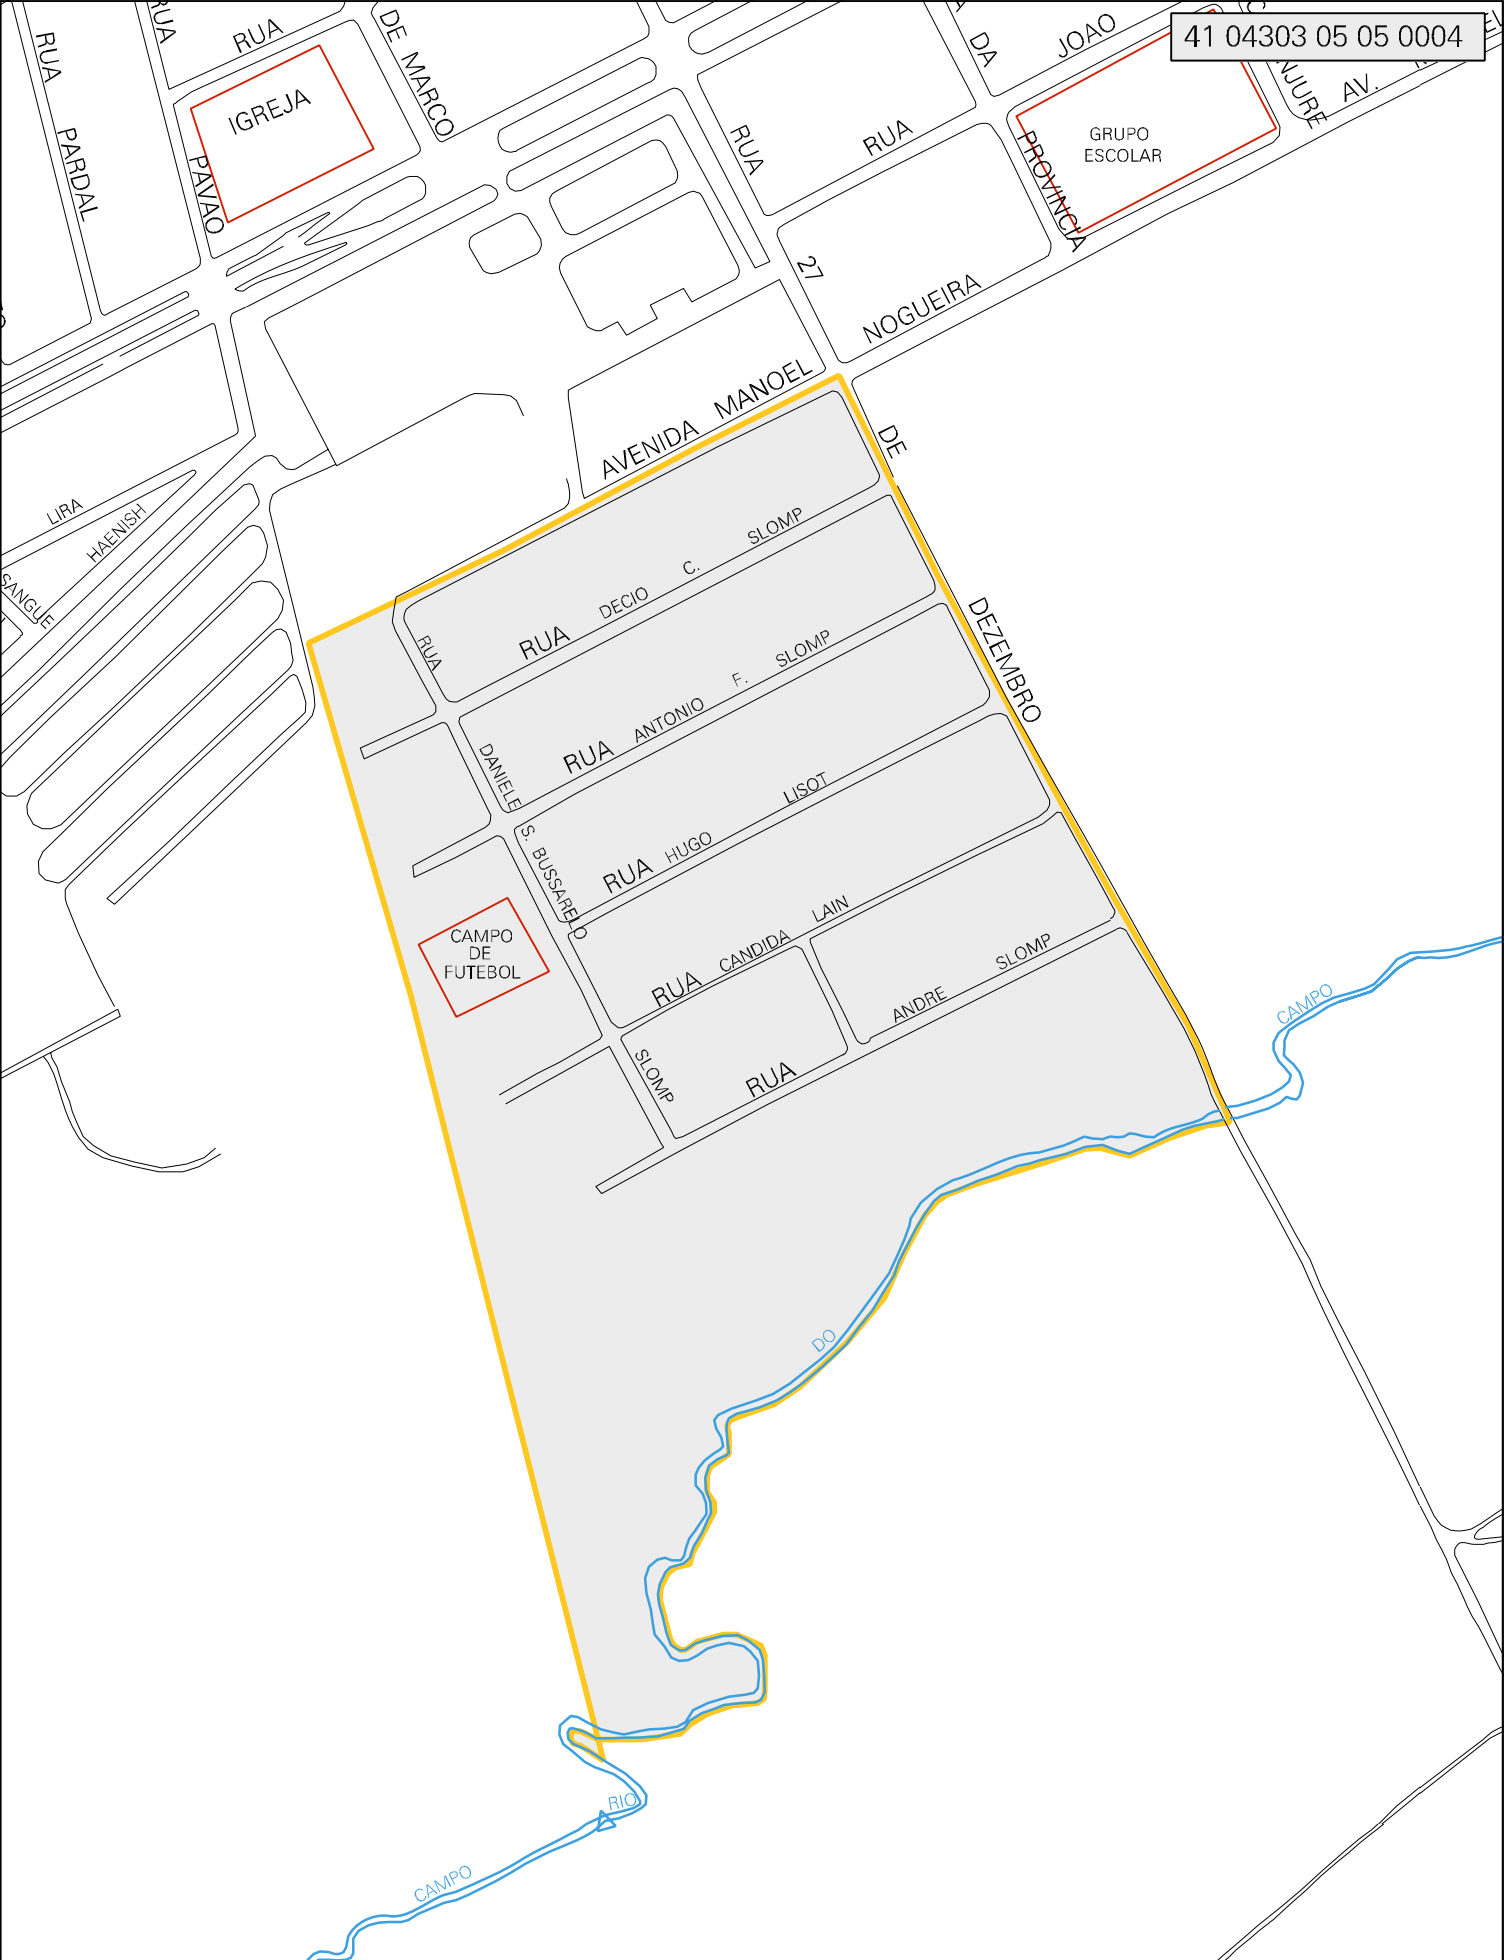 41 04303 05 05 0004
RUA
PARDAL
RUA
PAVAO
RUA
IGREJA
DE MARCO
DA
PROVINCIA
JOAO
GRUPO
ESCOLAR
NJURE
AV.
RUA
RUA
27
DE
DEZEMBRO
AVENIDA MANOEL NOGUEIRA
LIRA
HAENISH
SANGUE
RUA DECIO C. SLOMP
RUA ANTONIO F. SLOMP
RUA HUGO LISOT
RUA CANDIDA LAIN
RUA ANDRE SLOMP
RUA
DANIELE
S. BUSSARELO
SLOMP
CAMPO
DE
FUTEBOL
CAMPO
DO
RIO
CAMPO